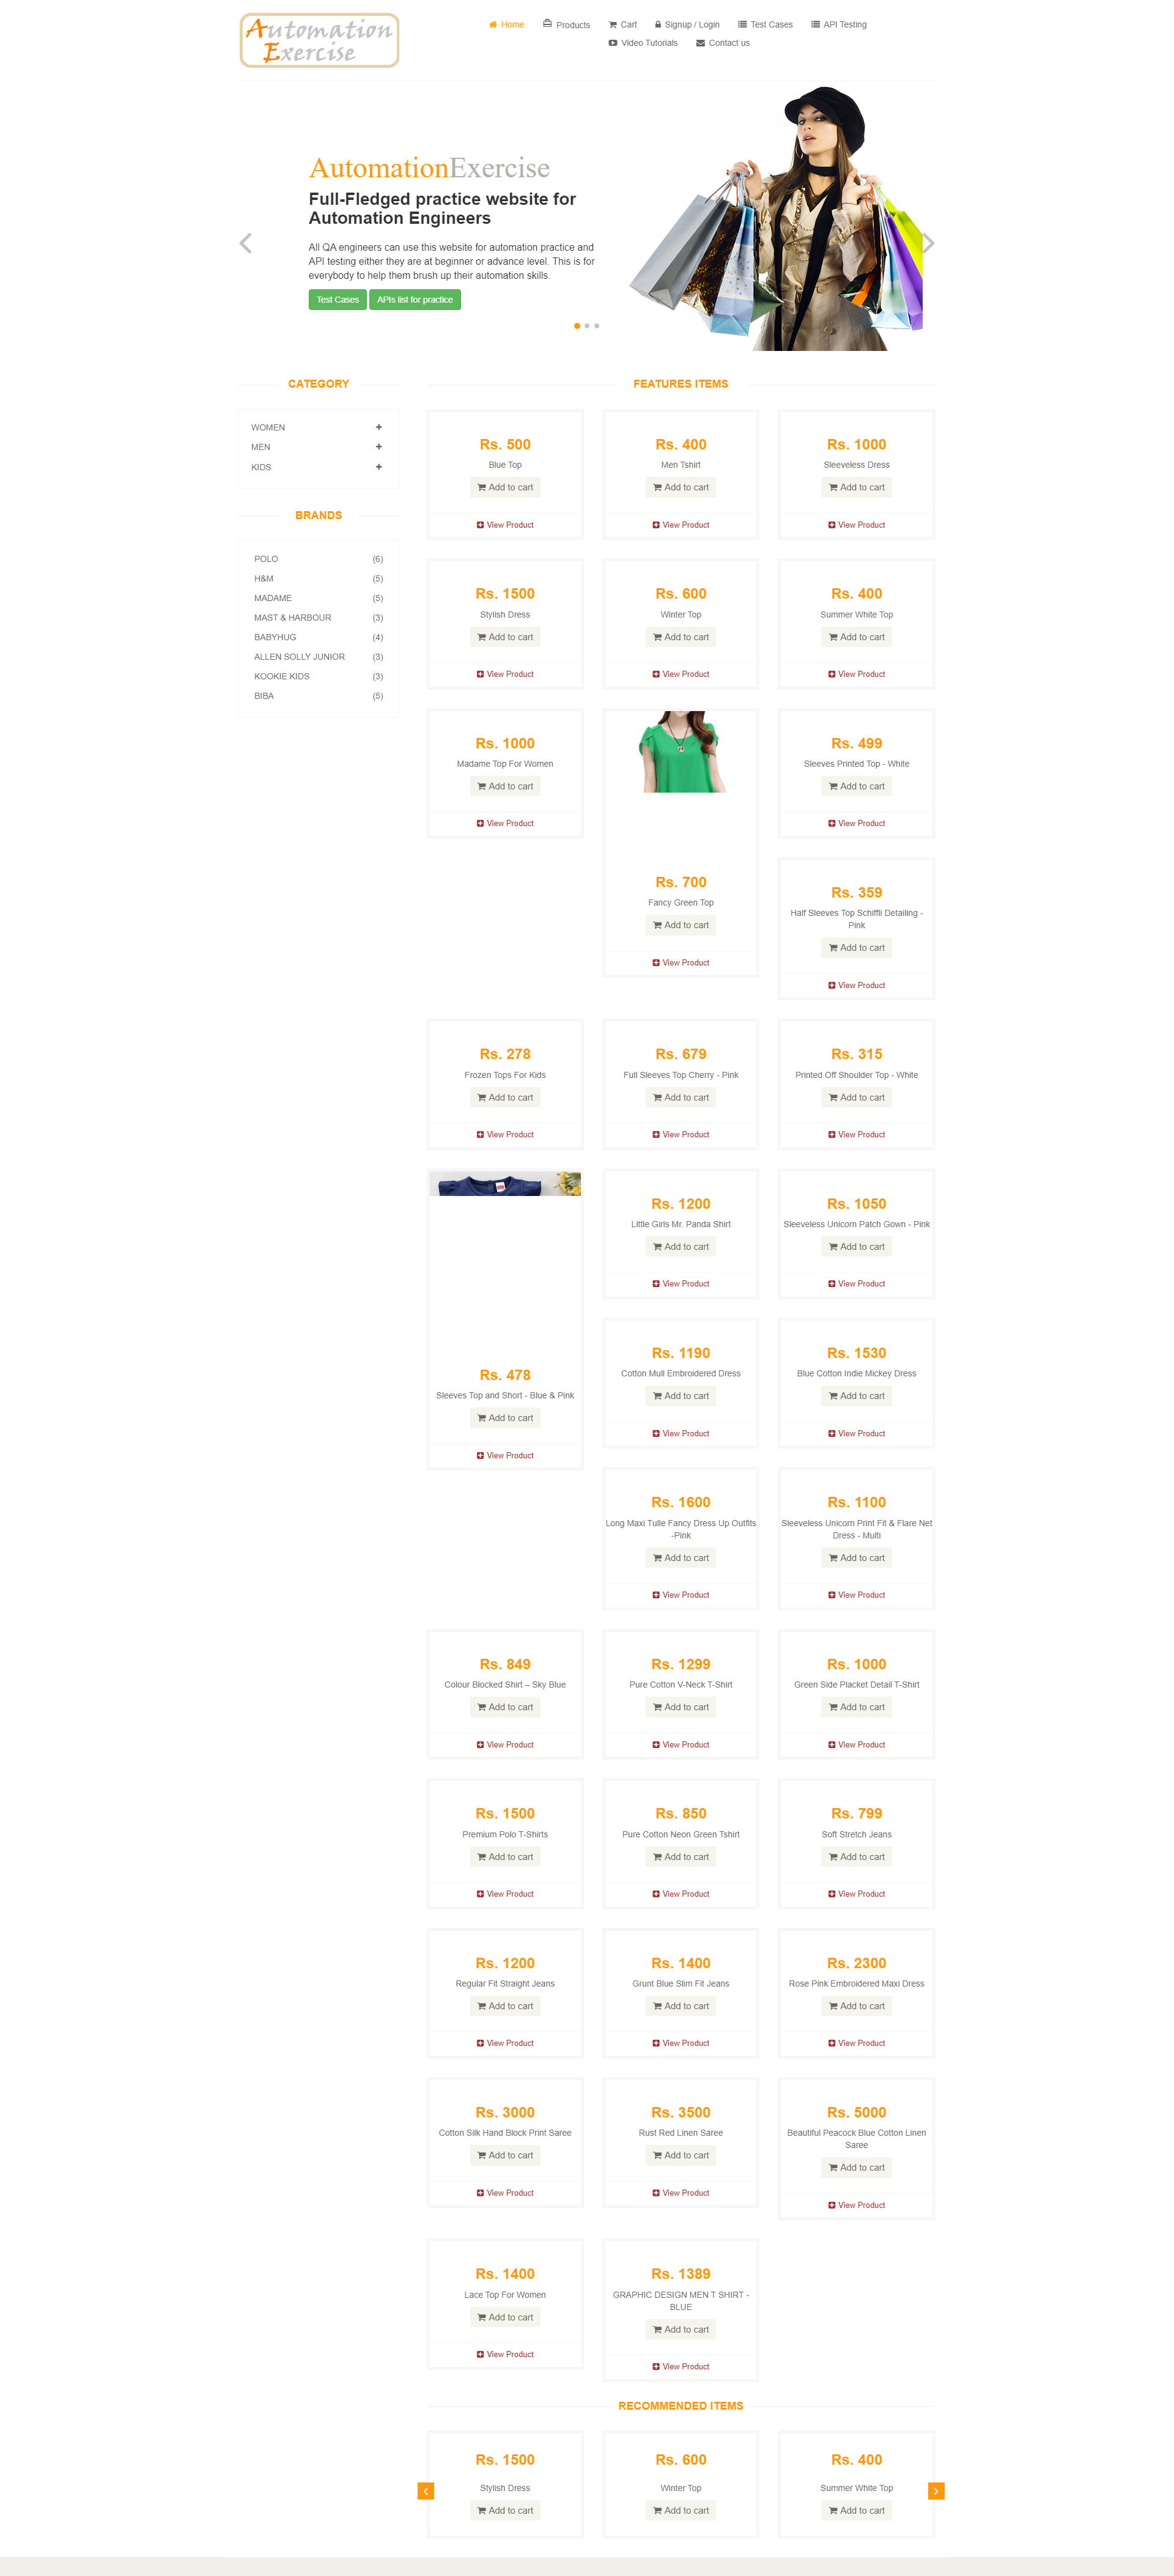 Automation
Exercise
Home
Products
Cart
Signup / Login
Test Cases
API Testing
Video Tutorials
Contact us
AutomationExercise
Full-Fledged practice website for
Automation Engineers
All QA engineers can use this website for automation practice and
API testing either they are at beginner or advance level. This is for
everybody to help them brush up their automation skills.
Test Cases
APIs list for practice
CATEGORY
WOMEN
MEN
KIDS
BRANDS
POLO (6)
H&M (5)
MADAME (5)
MAST & HARBOUR (3)
BABYHUG (4)
ALLEN SOLLY JUNIOR (3)
KOOKIE KIDS (3)
BIBA (5)
FEATURES ITEMS
Rs. 500
Blue Top
Add to cart
View Product
Rs. 400
Men Tshirt
Add to cart
View Product
Rs. 1000
Sleeveless Dress
Add to cart
View Product
Rs. 1500
Stylish Dress
Add to cart
View Product
Rs. 600
Winter Top
Add to cart
View Product
Rs. 400
Summer White Top
Add to cart
View Product
Rs. 1000
Madame Top For Women
Add to cart
View Product
Rs. 700
Fancy Green Top
Add to cart
View Product
Rs. 499
Sleeves Printed Top - White
Add to cart
View Product
Rs. 359
Half Sleeves Top Schiffli Detailing -
Pink
Add to cart
View Product
Rs. 278
Frozen Tops For Kids
Add to cart
View Product
Rs. 679
Full Sleeves Top Cherry - Pink
Add to cart
View Product
Rs. 315
Printed Off Shoulder Top - White
Add to cart
View Product
Rs. 478
Sleeves Top and Short - Blue & Pink
Add to cart
View Product
Rs. 1200
Little Girls Mr. Panda Shirt
Add to cart
View Product
Rs. 1050
Sleeveless Unicorn Patch Gown - Pink
Add to cart
View Product
Rs. 1190
Cotton Mull Embroidered Dress
Add to cart
View Product
Rs. 1530
Blue Cotton Indie Mickey Dress
Add to cart
View Product
Rs. 1600
Long Maxi Tulle Fancy Dress Up Outfits
-Pink
Add to cart
View Product
Rs. 1100
Sleeveless Unicorn Print Fit & Flare Net
Dress - Multi
Add to cart
View Product
Rs. 849
Colour Blocked Shirt – Sky Blue
Add to cart
View Product
Rs. 1299
Pure Cotton V-Neck T-Shirt
Add to cart
View Product
Rs. 1000
Green Side Placket Detail T-Shirt
Add to cart
View Product
Rs. 1500
Premium Polo T-Shirts
Add to cart
View Product
Rs. 850
Pure Cotton Neon Green Tshirt
Add to cart
View Product
Rs. 799
Soft Stretch Jeans
Add to cart
View Product
Rs. 1200
Regular Fit Straight Jeans
Add to cart
View Product
Rs. 1400
Grunt Blue Slim Fit Jeans
Add to cart
View Product
Rs. 2300
Rose Pink Embroidered Maxi Dress
Add to cart
View Product
Rs. 3000
Cotton Silk Hand Block Print Saree
Add to cart
View Product
Rs. 3500
Rust Red Linen Saree
Add to cart
View Product
Rs. 5000
Beautiful Peacock Blue Cotton Linen
Saree
Add to cart
View Product
Rs. 1400
Lace Top For Women
Add to cart
View Product
Rs. 1389
GRAPHIC DESIGN MEN T SHIRT -
BLUE
Add to cart
View Product
RECOMMENDED ITEMS
Rs. 1500
Stylish Dress
Add to cart
Rs. 600
Winter Top
Add to cart
Rs. 400
Summer White Top
Add to cart